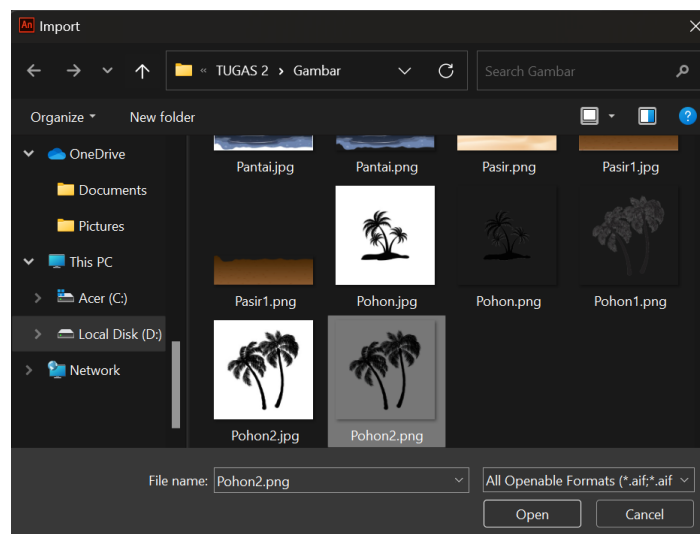 An Import
« TUGAS 2 > Gambar
Search Gambar
Organize
New folder
OneDrive
Documents
Pictures
This PC
Acer (C:)
Local Disk (D:)
Network
Pantai.jpg
Pantai.png
Pasir.png
Pasir1.jpg
Pasir1.png
Pohon.jpg
Pohon.png
Pohon1.png
Pohon2.jpg
Pohon2.png
File name: Pohon2.png
All Openable Formats (*.aif;*.aif
Open
Cancel